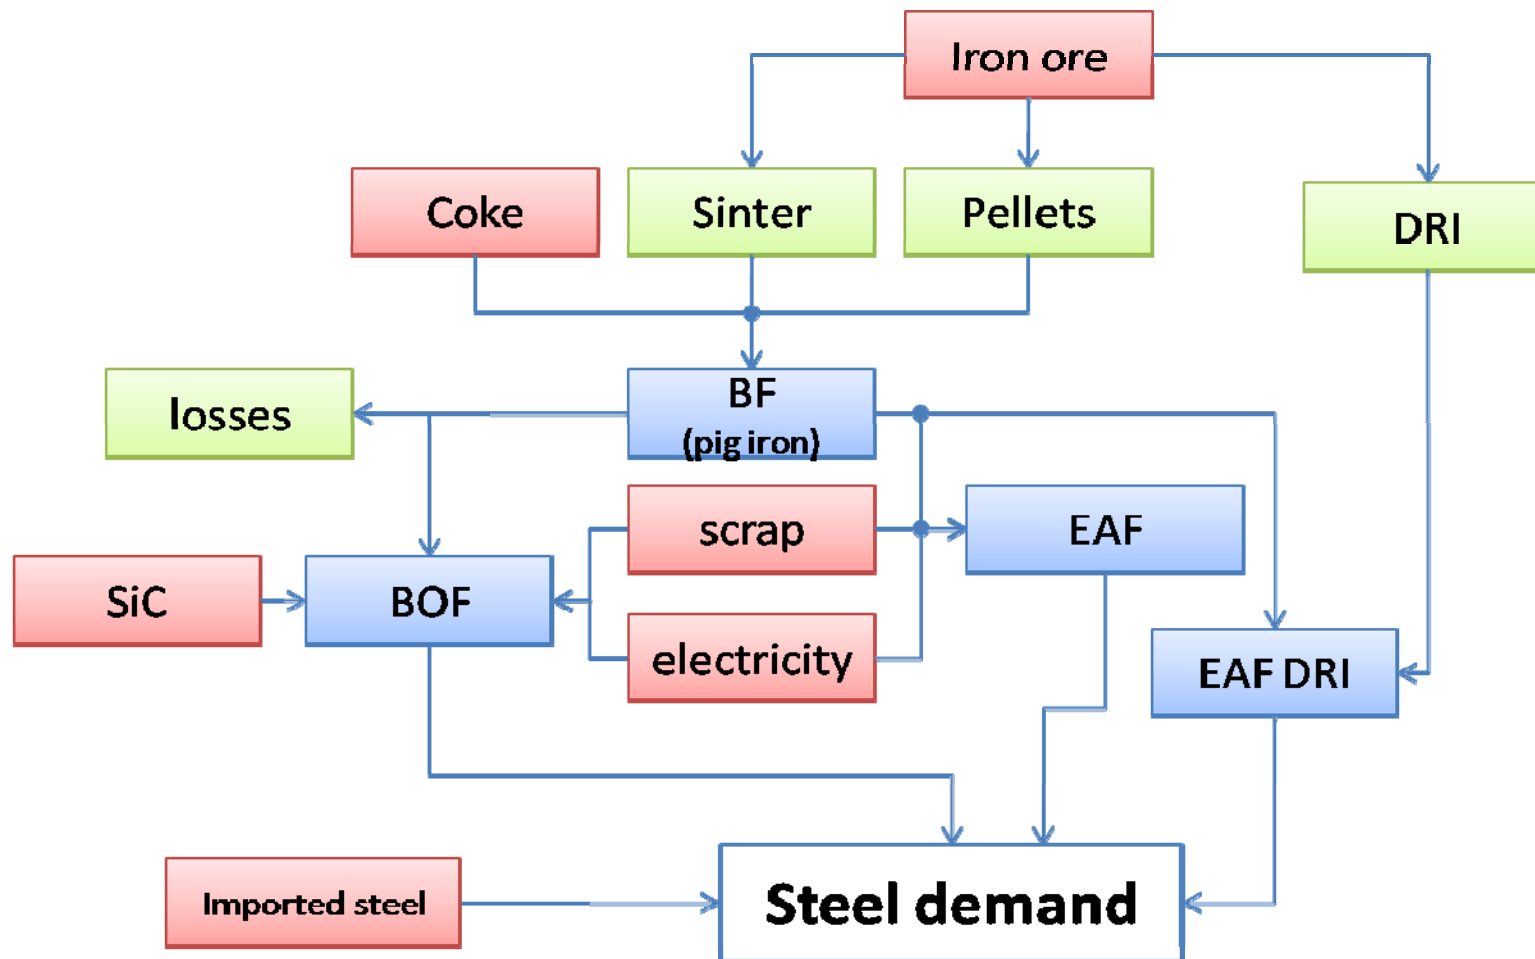 Iron ore
Coke
Sinter
Pellets
DRI
losses
BF
(pig iron)
scrap
EAF
SiC
BOF
electricity
EAF DRI
Imported steel
Steel demand